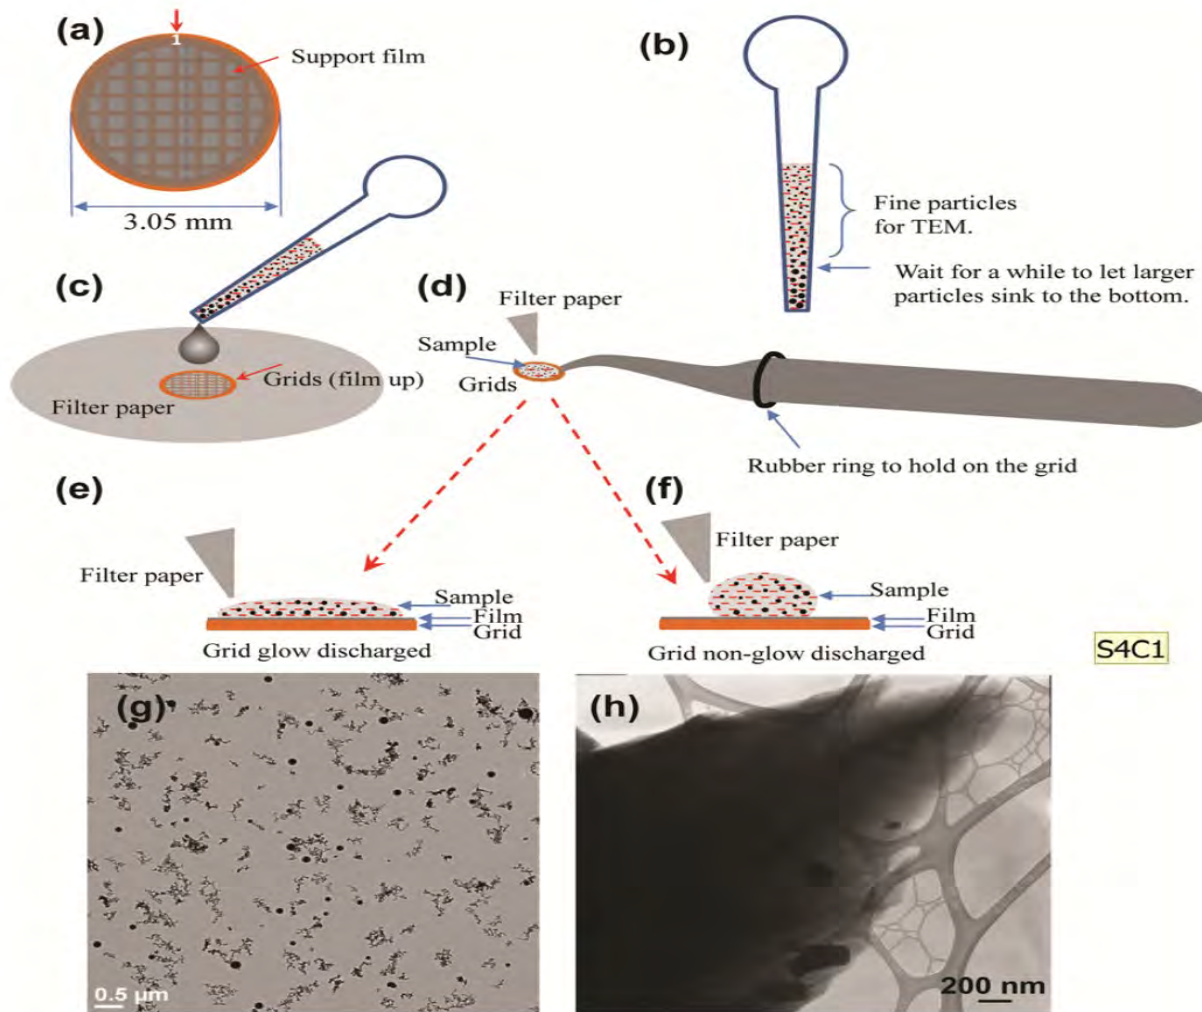 (a)
1
Support film
3.05 mm
(b)
Fine particles
for TEM.
Wait for a while to let larger
particles sink to the bottom.
(c)
Grids (film up)
Filter paper
(d)
Filter paper
Sample
Grids
Rubber ring to hold on the grid
(e)
Filter paper
Sample
Film
Grid
Grid glow discharged
(f)
Filter paper
Sample
Film
Grid
Grid non-glow discharged
S4C1
(g)
0.5 µm
(h)
200 nm